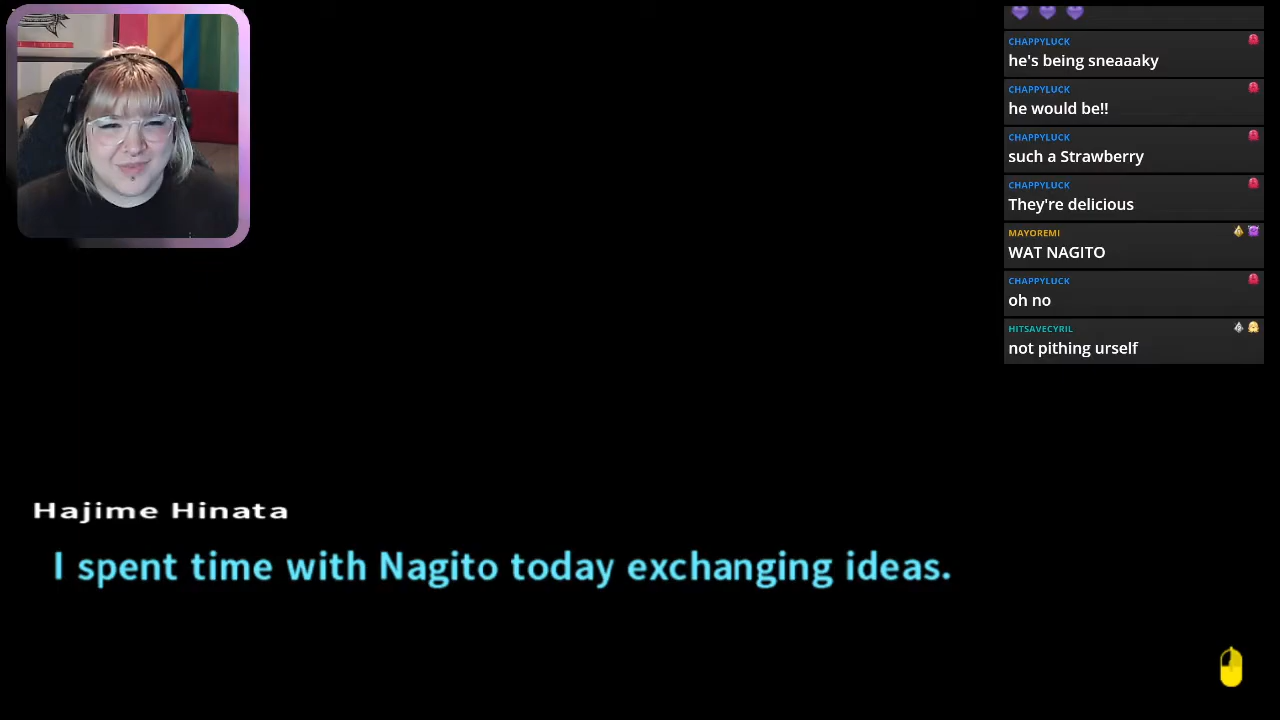 CHAPPYLUCK
he's being sneaaaky
CHAPPYLUCK
he would be!!
CHAPPYLUCK
such a Strawberry
CHAPPYLUCK
They're delicious
MAYOREMI
WAT NAGITO
CHAPPYLUCK
oh no
HITSAVECYRIL
not pithing urself
Hajime Hinata
I spent time with Nagito today exchanging ideas.